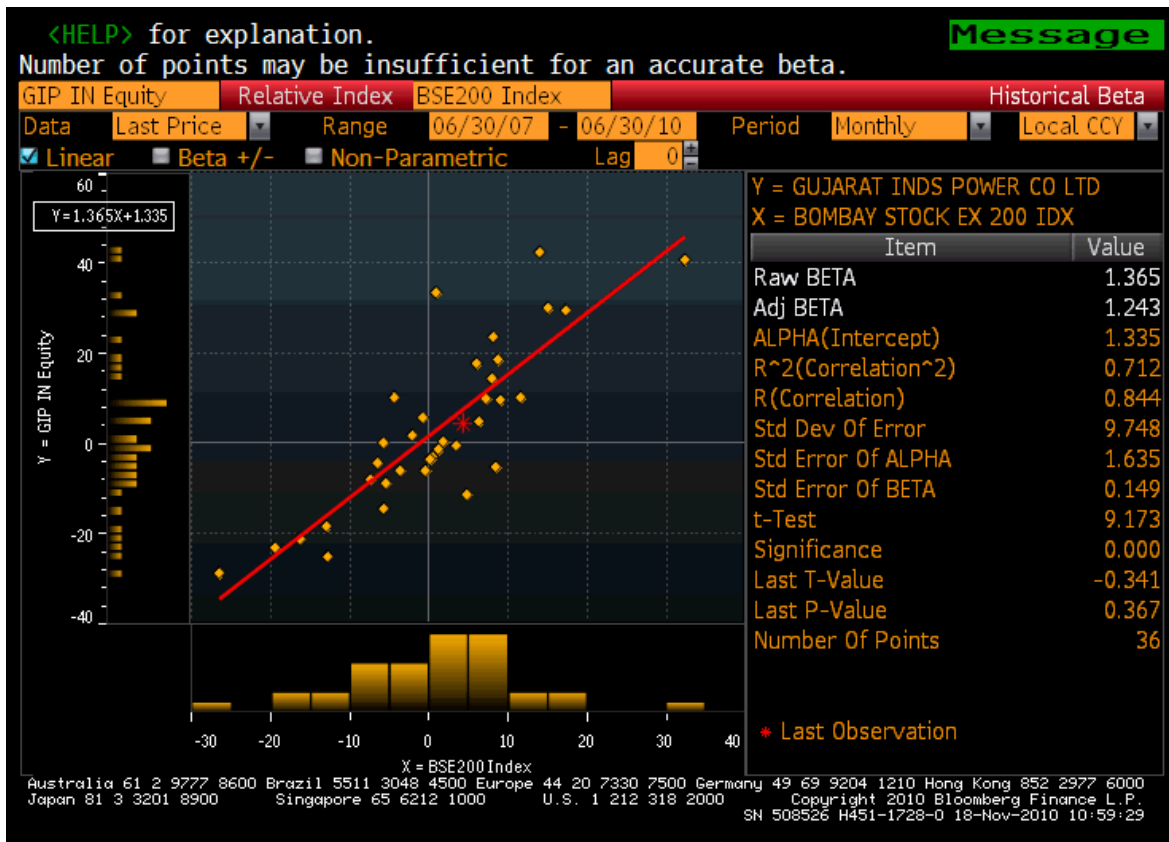 <HELP> for explanation. Message
Number of points may be insufficient for an accurate beta.
GIP IN Equity Relative Index BSE200 Index Historical Beta
Data Last Price Range 06/30/07 - 06/30/10 Period Monthly Local CCY
Linear Beta +/- Non-Parametric Lag 0
Y = GUJARAT INDS POWER CO LTD
X = BOMBAY STOCK EX 200 IDX
Item Value
Raw BETA 1.365
Adj BETA 1.243
ALPHA(Intercept) 1.335
R^2(Correlation^2) 0.712
R(Correlation) 0.844
Std Dev Of Error 9.748
Std Error Of ALPHA 1.635
Std Error Of BETA 0.149
t-Test 9.173
Significance 0.000
Last T-Value -0.341
Last P-Value 0.367
Number Of Points 36
* Last Observation
60
Y=1.365X+1.335
40
20
0
-20
-40
Y = GIP IN Equity
-30 -20 -10 0 10 20 30 40
X = BSE200 Index
Australia 61 2 9777 8600 Brazil 5511 3048 4500 Europe 44 20 7330 7500 Germany 49 69 9204 1210 Hong Kong 852 2977 6000
Japan 81 3 3201 8900 Singapore 65 6212 1000 U.S. 1 212 318 2000 Copyright 2010 Bloomberg Finance L.P.
SN 508526 H451-1728-0 18-Nov-2010 10:59:29